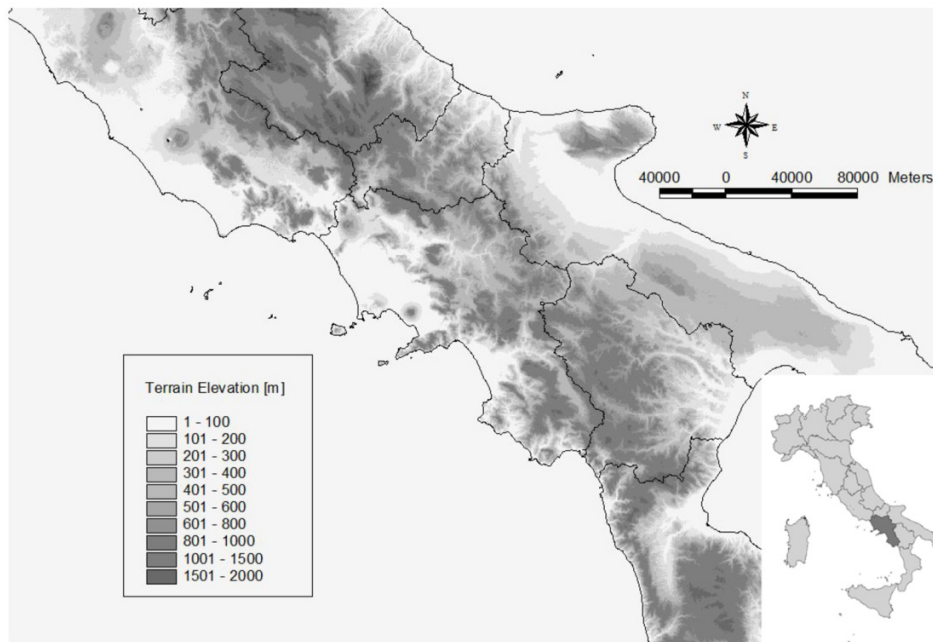 N
W E
S
40000 0 40000 80000 Meters
Terrain Elevation [m]
1 - 100
101 - 200
201 - 300
301 - 400
401 - 500
501 - 600
601 - 800
801 - 1000
1001 - 1500
1501 - 2000